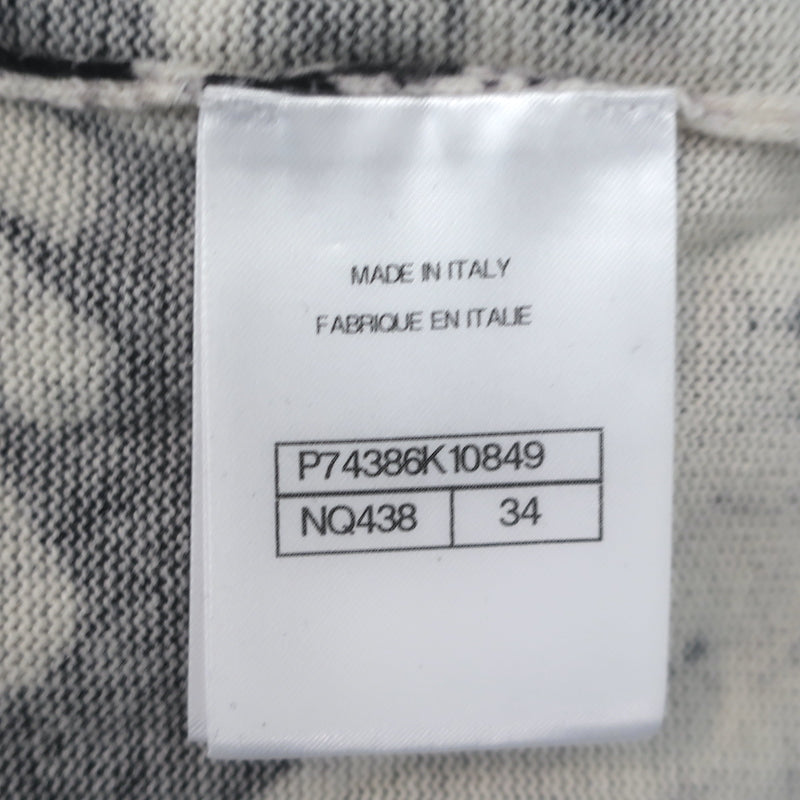 MADE IN ITALY
FABRIQUE EN ITALIE
P74386K10849
NQ438 34